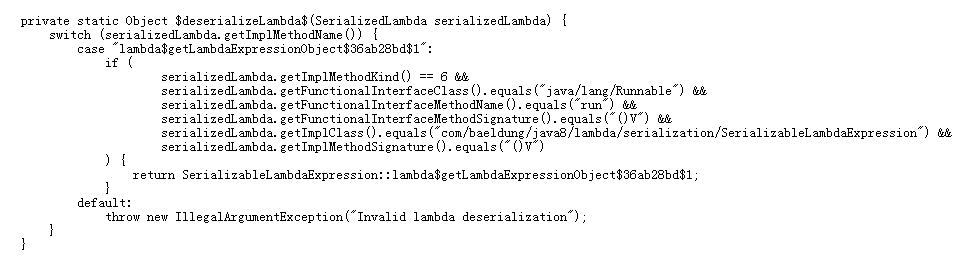 private static Object $deserializeLambda$(SerializedLambda serializedLambda) {
    switch (serializedLambda.getImplMethodName()) {
        case "lambda$getLambdaExpressionObject$36ab28bd$1":
            if (
                    serializedLambda.getImplMethodKind() == 6 &&
                    serializedLambda.getFunctionalInterfaceClass().equals("java/lang/Runnable") &&
                    serializedLambda.getFunctionalInterfaceMethodName().equals("run") &&
                    serializedLambda.getFunctionalInterfaceMethodSignature().equals("()V") &&
                    serializedLambda.getImplClass().equals("com/baeldung/java8/lambda/serialization/SerializableLambdaExpression") &&
                    serializedLambda.getImplMethodSignature().equals("()V")
            ) {
                return SerializableLambdaExpression::lambda$getLambdaExpressionObject$36ab28bd$1;
            }
        default:
            throw new IllegalArgumentException("Invalid lambda deserialization");
    }
}